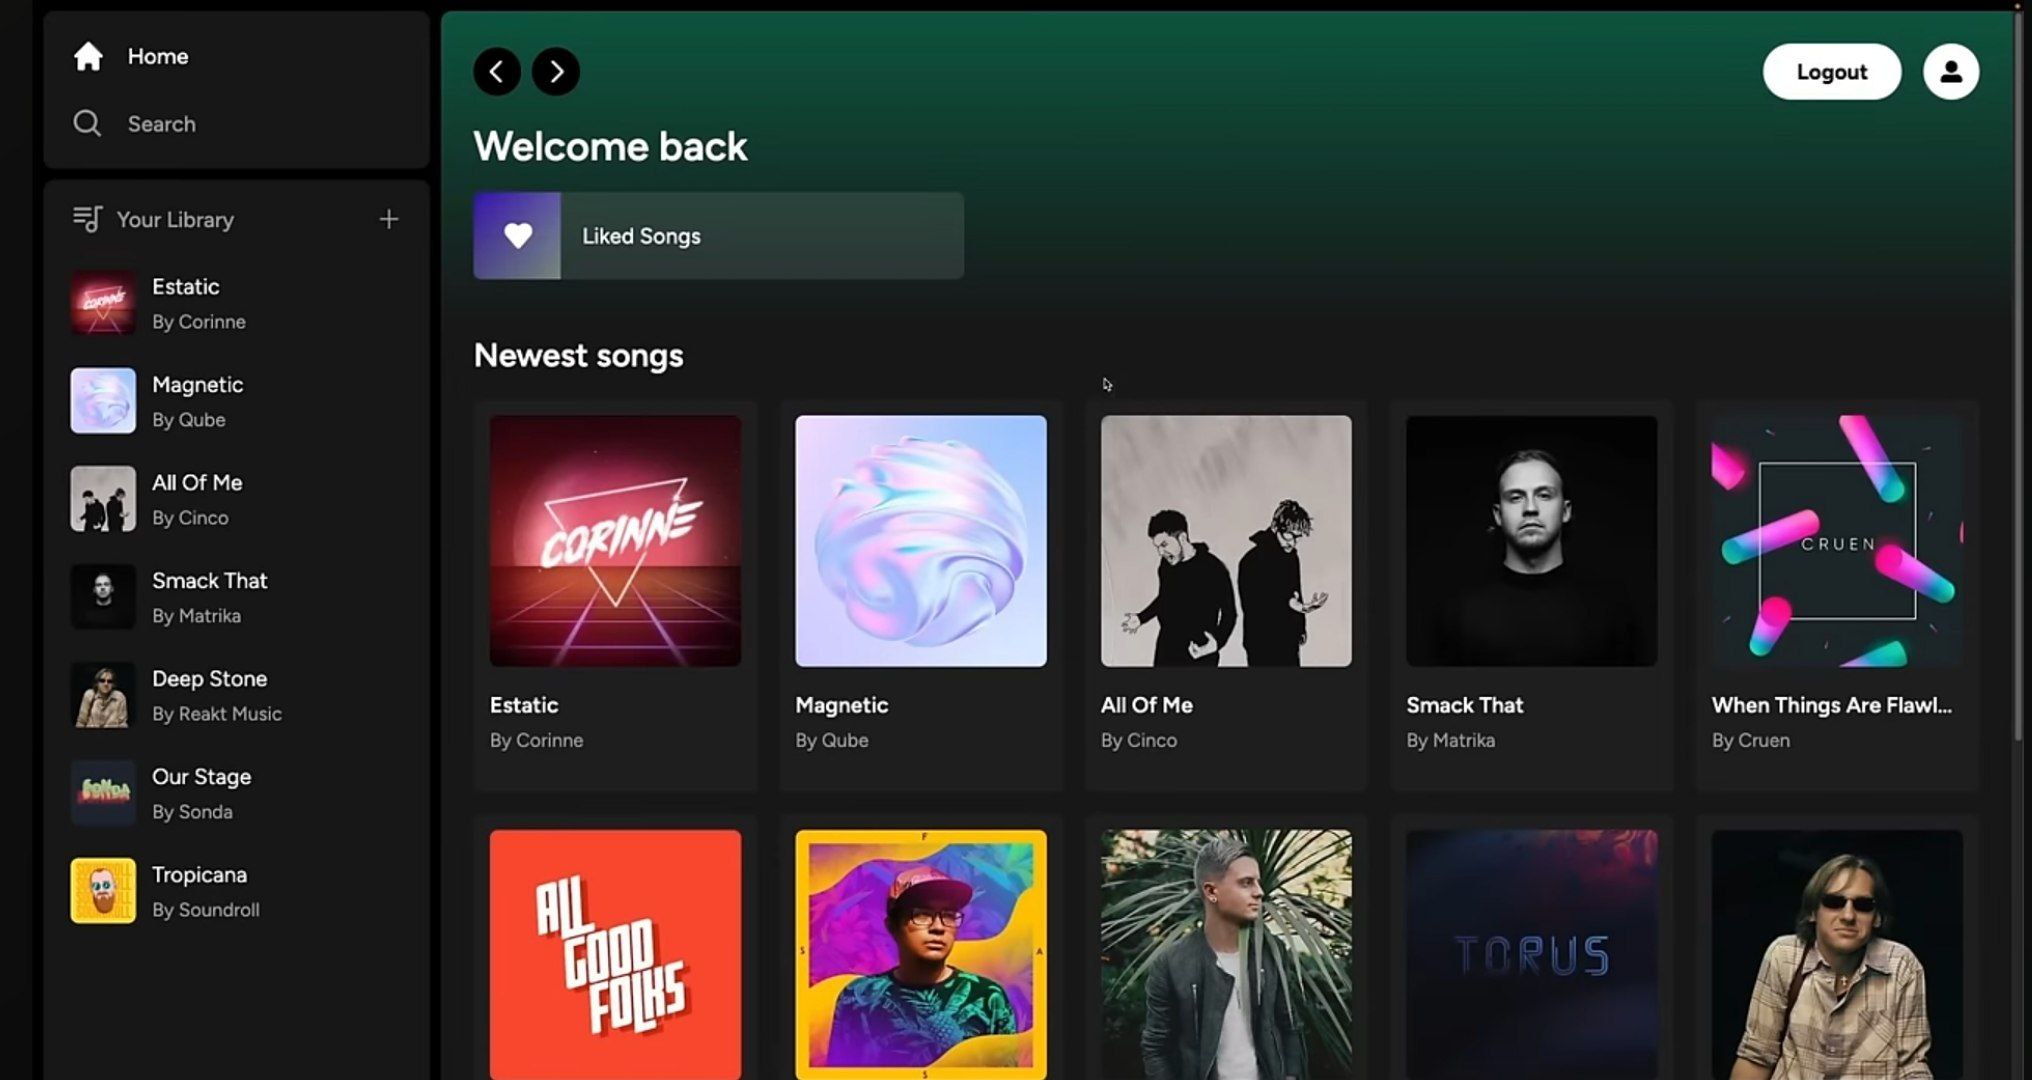 Home
Search
Your Library
Estatic
By Corinne
Magnetic
By Qube
All Of Me
By Cinco
Smack That
By Matrika
Deep Stone
By Reakt Music
Our Stage
By Sonda
Tropicana
By Soundroll
Logout
Welcome back
Liked Songs
Newest songs
CORINNE
CRUEN
Estatic
By Corinne
Magnetic
By Qube
All Of Me
By Cinco
Smack That
By Matrika
When Things Are Flawl...
By Cruen
ALL
GOOD
FOLKS
F
S
A
S
TORUS